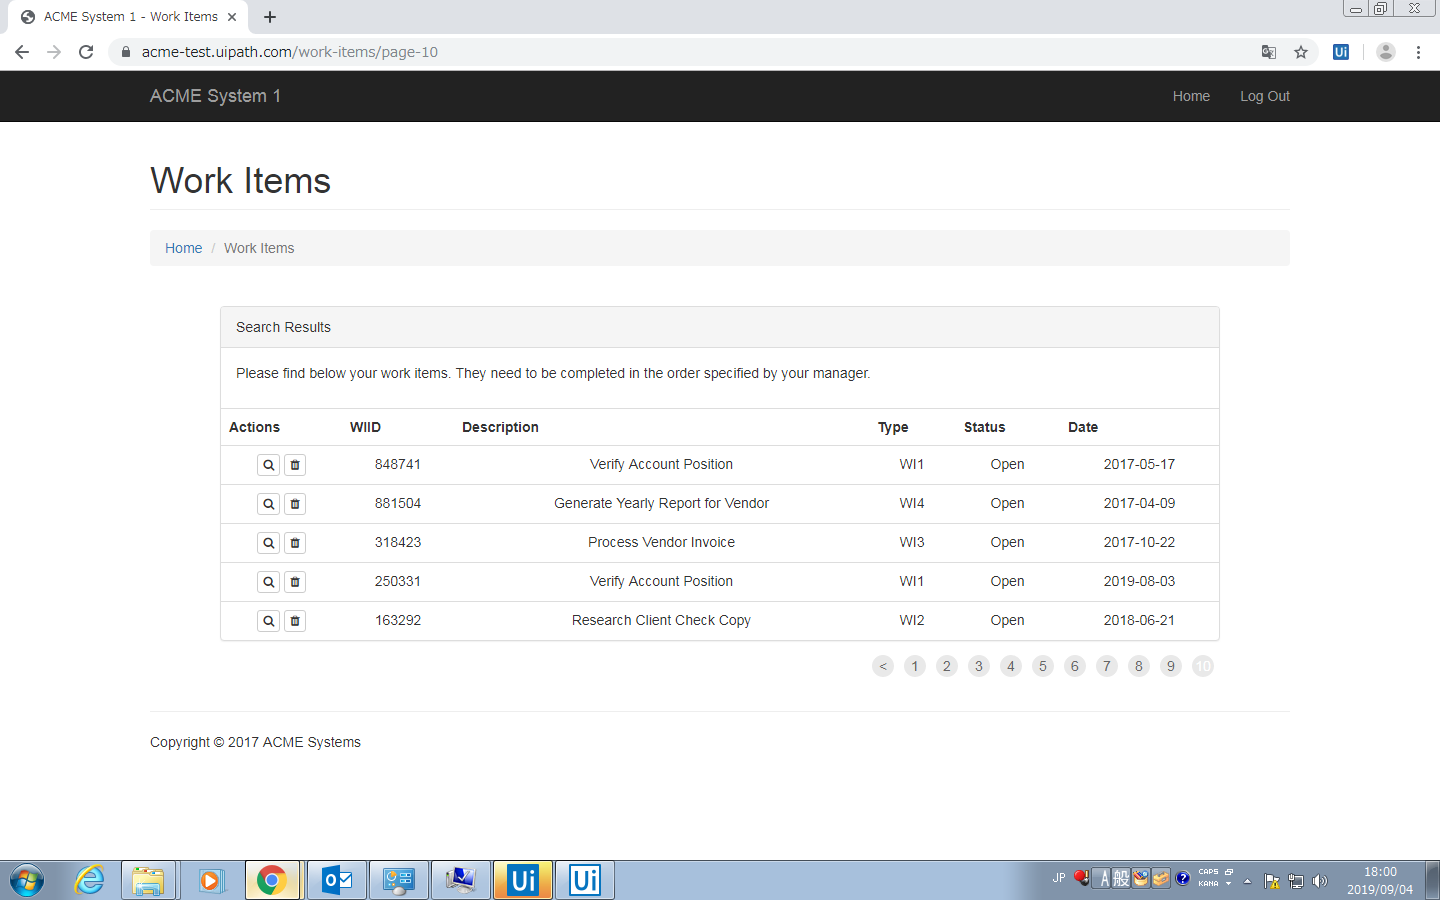 ACME System 1 - Work Items
acme-test.uipath.com/work-items/page-10
Ui
ACME System 1 Home Log Out
Work Items
Home / Work Items
Search Results
Please find below your work items. They need to be completed in the order specified by your manager.
Actions WIID Description Type Status Date
848741 Verify Account Position WI1 Open 2017-05-17
881504 Generate Yearly Report for Vendor WI4 Open 2017-04-09
318423 Process Vendor Invoice WI3 Open 2017-10-22
250331 Verify Account Position WI1 Open 2019-08-03
163292 Research Client Check Copy WI2 Open 2018-06-21
< 1 2 3 4 5 6 7 8 9 10
Copyright © 2017 ACME Systems
Ui Ui JP A 般 CAPS KANA 18:00
2019/09/04